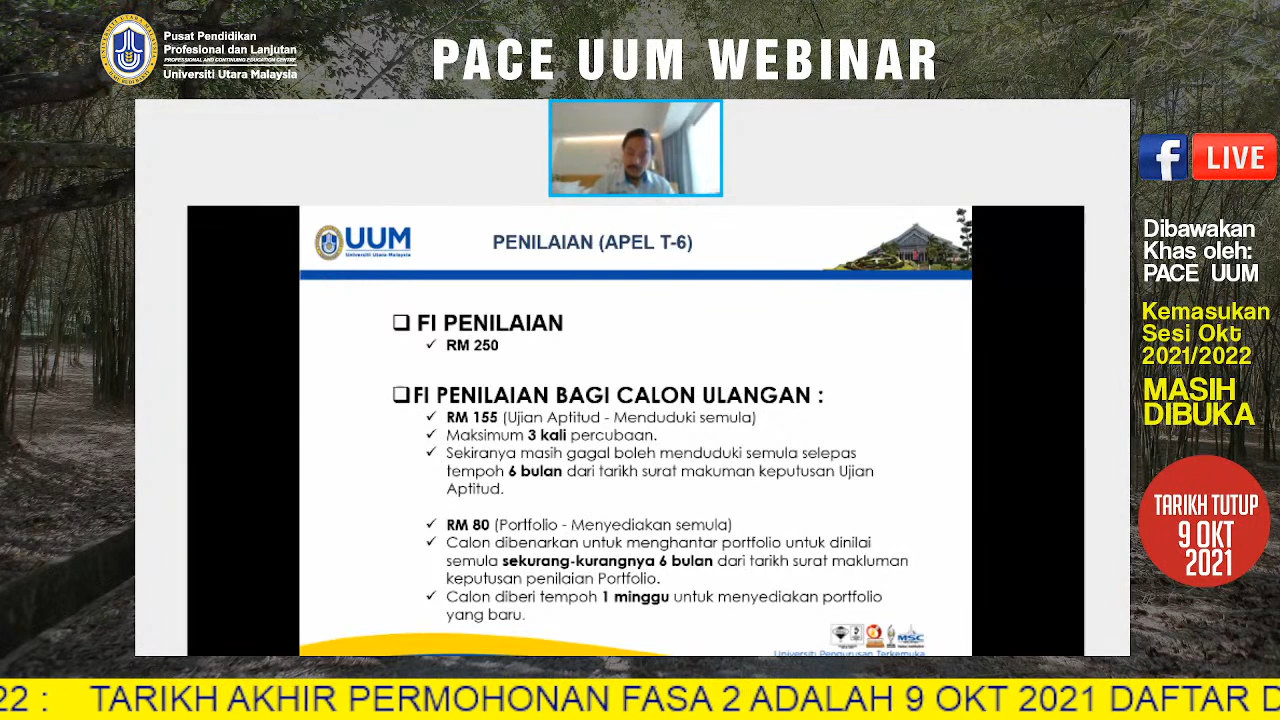 Pusat Pendidikan
Profesional dan Lanjutan
PROFESSIONAL AND CONTINUING EDUCATION CENTRE
Universiti Utara Malaysia
PACE UUM WEBINAR
f LIVE
Dibawakan
Khas oleh:
PACE UUM
Kemasukan
Sesi Okt
2021/2022
MASIH
DIBUKA
TARIKH TUTUP
9 OKT
2021
UUM
Universiti Utara Malaysia
PENILAIAN (APEL T-6)
❑ FI PENILAIAN
✓ RM 250
❑FI PENILAIAN BAGI CALON ULANGAN :
✓ RM 155 (Ujian Aptitud - Menduduki semula)
✓ Maksimum 3 kali percubaan.
✓ Sekiranya masih gagal boleh menduduki semula selepas
tempoh 6 bulan dari tarikh surat makuman keputusan Ujian
Aptitud.
✓ RM 80 (Portfolio - Menyediakan semula)
✓ Calon dibenarkan untuk menghantar portfolio untuk dinilai
semula sekurang-kurangnya 6 bulan dari tarikh surat makluman
keputusan penilaian Portfolio.
✓ Calon diberi tempoh 1 minggu untuk menyediakan portfolio
yang baru.
MSC
Universiti Pengurusan Terkemuka
22 : TARIKH AKHIR PERMOHONAN FASA 2 ADALAH 9 OKT 2021 DAFTAR D